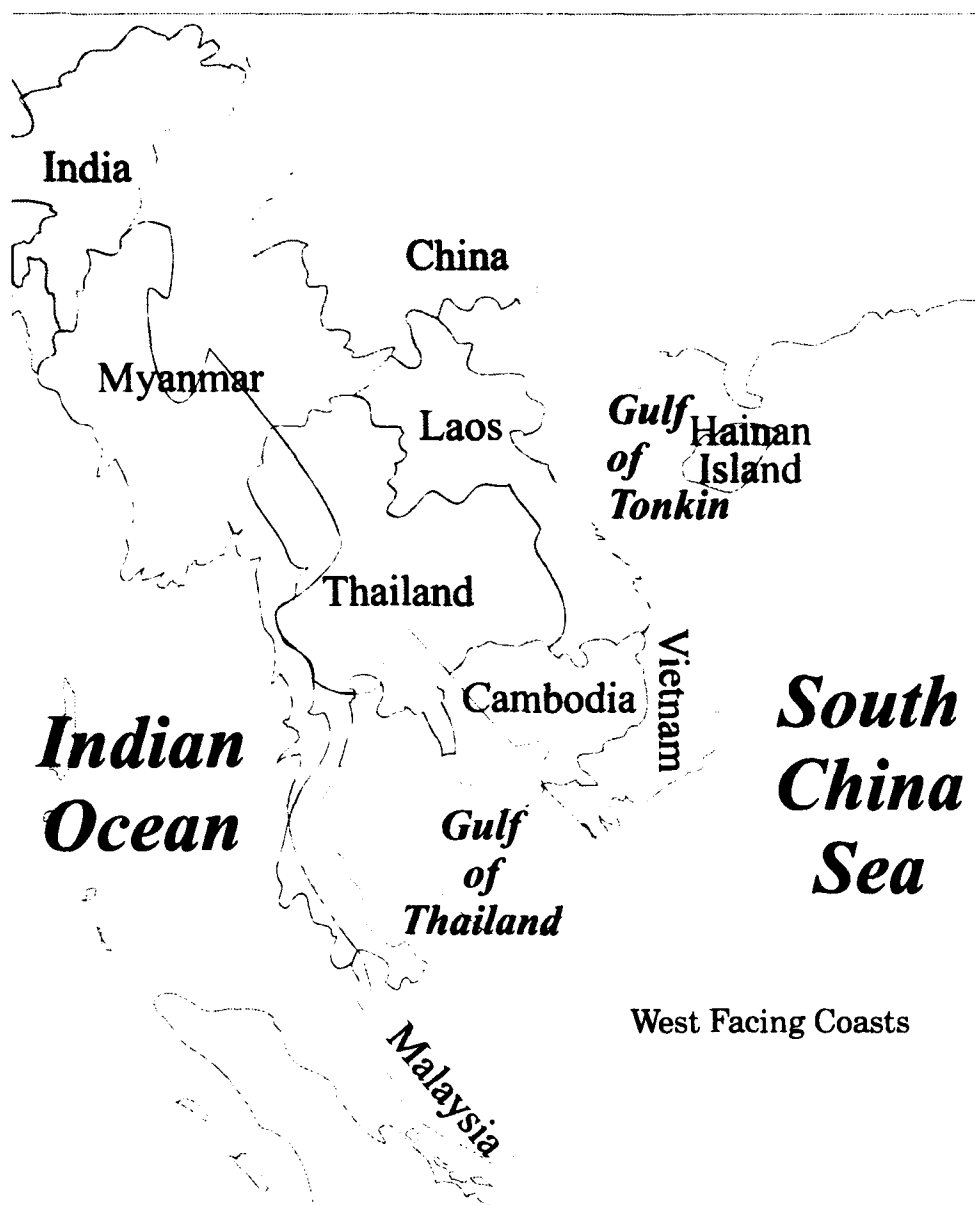 India
China
Myanmar
Laos
Gulf
of
Tonkin
Hainan
Island
Thailand
Cambodia
Vietnam
Indian
Ocean
South
China
Sea
Gulf
of
Thailand
West Facing Coasts
Malaysia